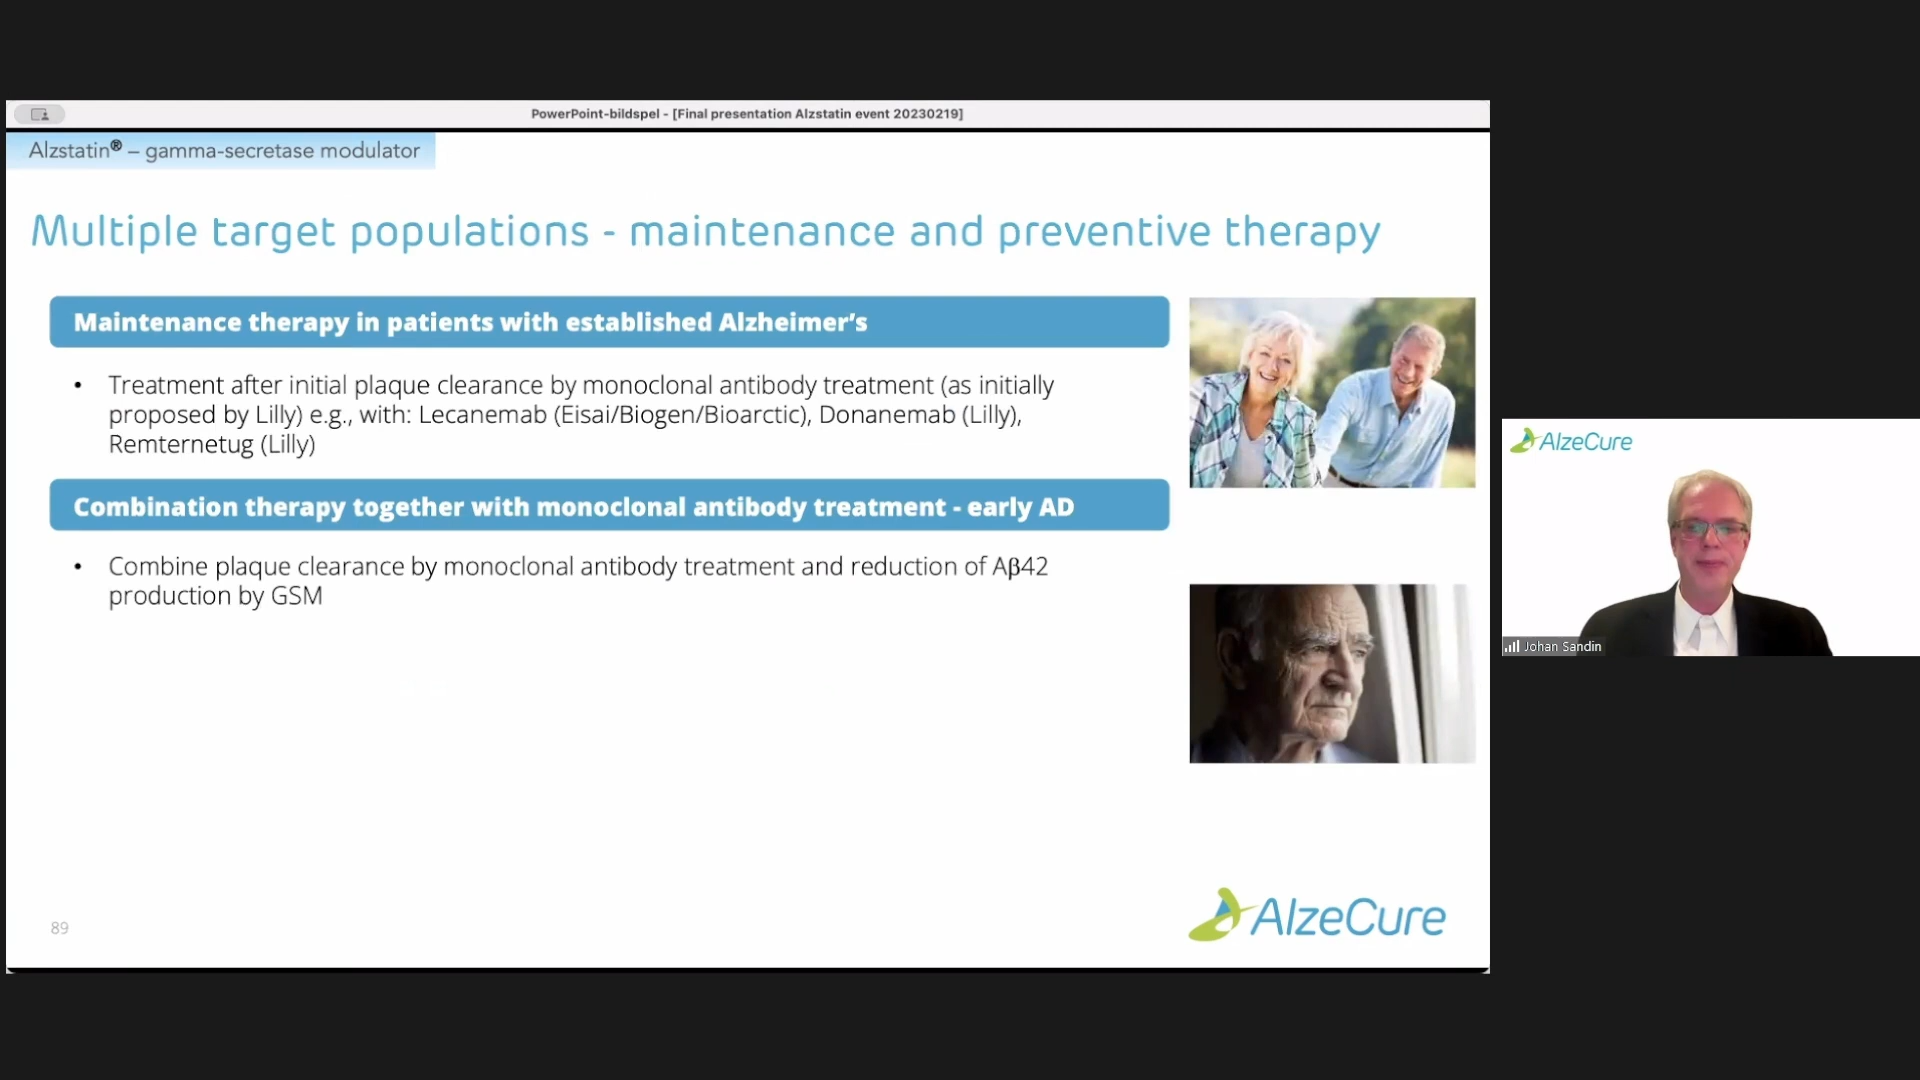 PowerPoint-bildspel - [Final presentation Alzstatin event 20230219]
Alzstatin® – gamma-secretase modulator
Multiple target populations - maintenance and preventive therapy
Maintenance therapy in patients with established Alzheimer’s
• Treatment after initial plaque clearance by monoclonal antibody treatment (as initially
proposed by Lilly) e.g., with: Lecanemab (Eisai/Biogen/Bioarctic), Donanemab (Lilly),
Remternetug (Lilly)
Combination therapy together with monoclonal antibody treatment - early AD
• Combine plaque clearance by monoclonal antibody treatment and reduction of Aβ42
production by GSM
89
AlzeCure
AlzeCure
Johan Sandin